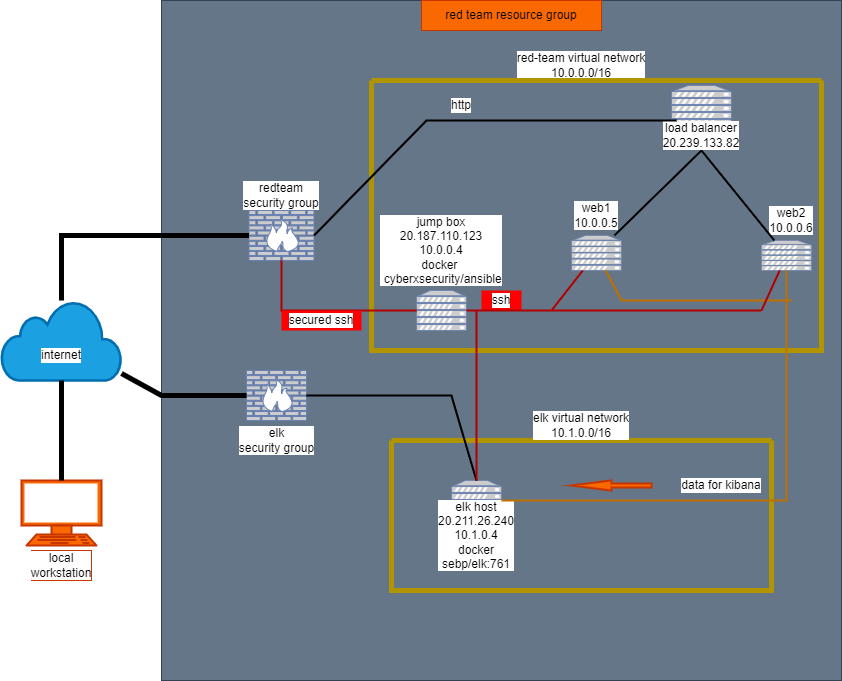 red team resource group
red-team virtual network
10.0.0.0/16
http
load balancer
20.239.133.82
redteam
security group
jump box
20.187.110.123
10.0.0.4
docker
cyberxsecurity/ansible
web1
10.0.0.5
web2
10.0.0.6
ssh
secured ssh
internet
elk
security group
elk virtual network
10.1.0.0/16
data for kibana
elk host
20.211.26.240
10.1.0.4
docker
sebp/elk:761
local
workstation